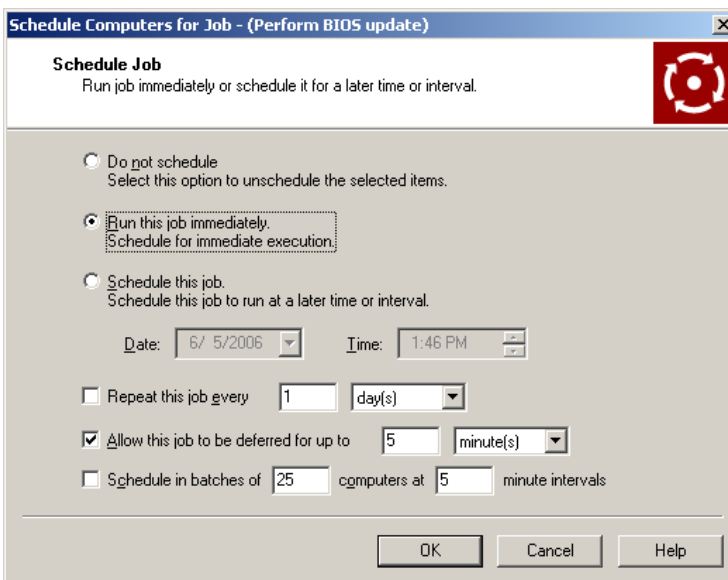 Schedule Computers for Job - (Perform BIOS update)
Schedule Job
Run job immediately or schedule it for a later time or interval.
Do not schedule
Select this option to unschedule the selected items.
Run this job immediately.
Schedule for immediate execution.
Schedule this job.
Schedule this job to run at a later time or interval.
Date: 6/ 5/2006 Time: 1:46 PM
Repeat this job every 1 day(s)
Allow this job to be deferred for up to 5 minute(s)
Schedule in batches of 25 computers at 5 minute intervals
OK Cancel Help